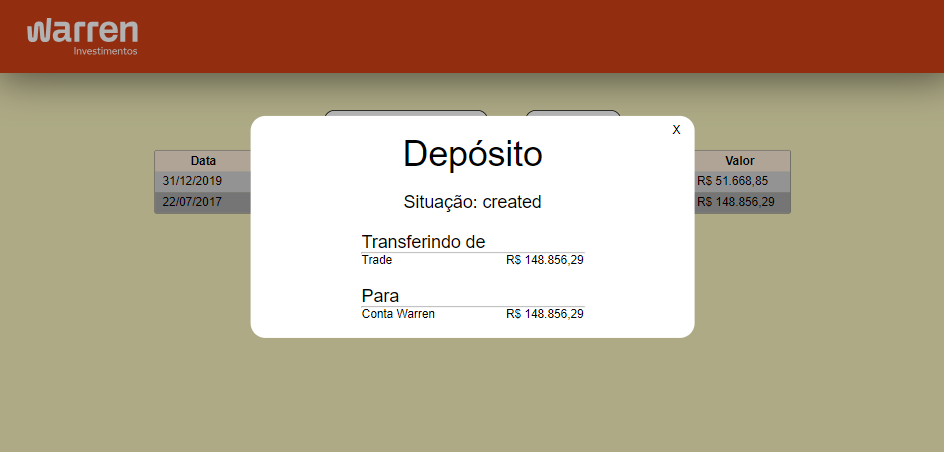 warren
Investimentos
X
Depósito
Data Valor
31/12/2019 R$ 51.668,85
22/07/2017 R$ 148.856,29
Situação: created
Transferindo de
Trade R$ 148.856,29
Para
Conta Warren R$ 148.856,29